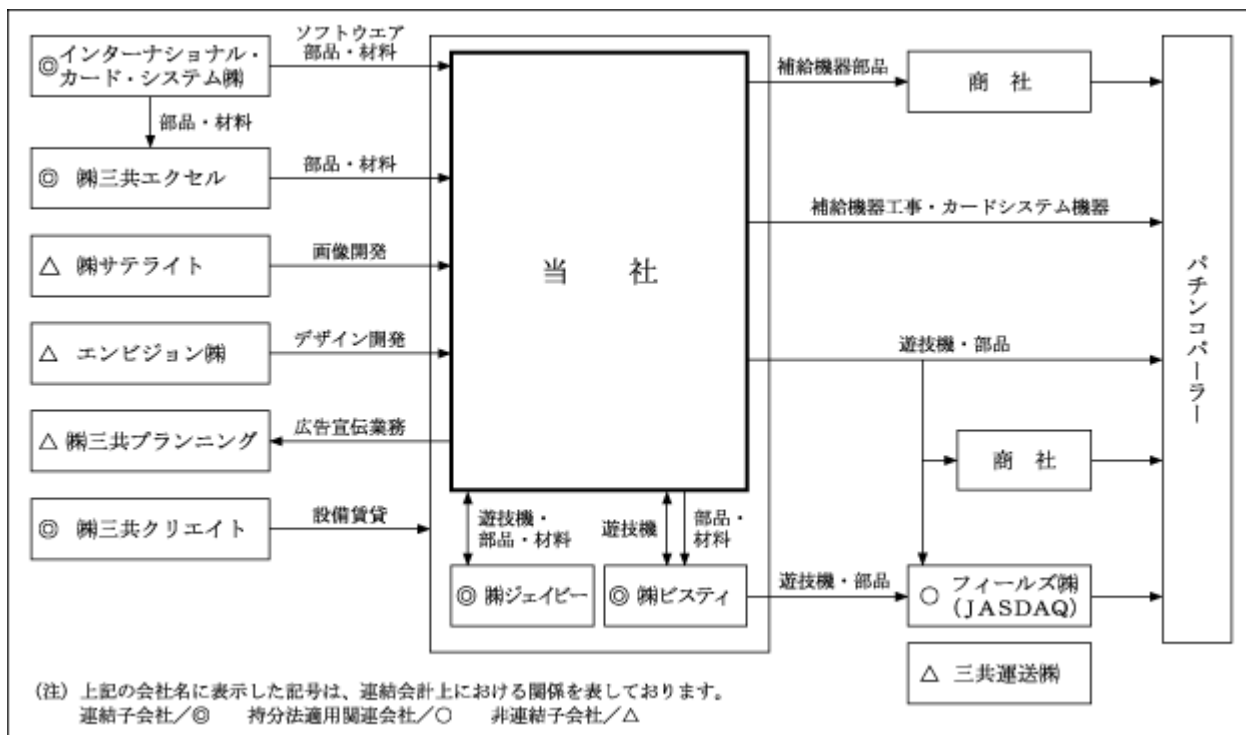 ◎インターナショナル・
カード・システム㈱
ソフトウエア
部品・材料
部品・材料
◎ ㈱三共エクセル
部品・材料
△ ㈱サテライト
画像開発
△ エンビジョン㈱
デザイン開発
△ ㈱三共プランニング
広告宣伝業務
◎ ㈱三共クリエイト
設備賃貸
当 社
遊技機・
部品・材料
遊技機
部品・
材料
◎ ㈱ジェイビー
◎ ㈱ビスティ
補給機器部品
商 社
補給機器工事・カードシステム機器
遊技機・部品
商 社
遊技機・部品
○ フィールズ㈱
(JASDAQ)
△ 三共運送㈱
パチンコパーラー
(注) 上記の会社名に表示した記号は、連結会計上における関係を表しております。
連結子会社/◎ 持分法適用関連会社/○ 非連結子会社/△